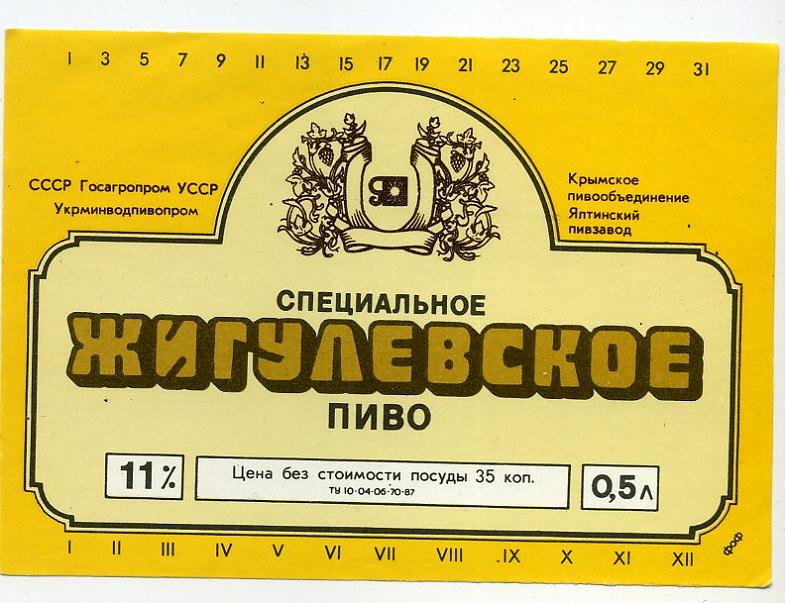 1 3 5 7 9 11 13 15 17 19 21 23 25 27 29 31
СССР Госагропром УССР
Укрминводпивопром
Крымское
пивообъединение
Ялтинский
пивзавод
Я
СПЕЦИАЛЬНОЕ
ЖИГУЛЕВСКОЕ
ПИВО
11%
Цена без стоимости посуды 35 коп.
ТУ 10-04-06-70-87
0,5л
I II III IV V VI VII VIII IX X XI XII
фоф